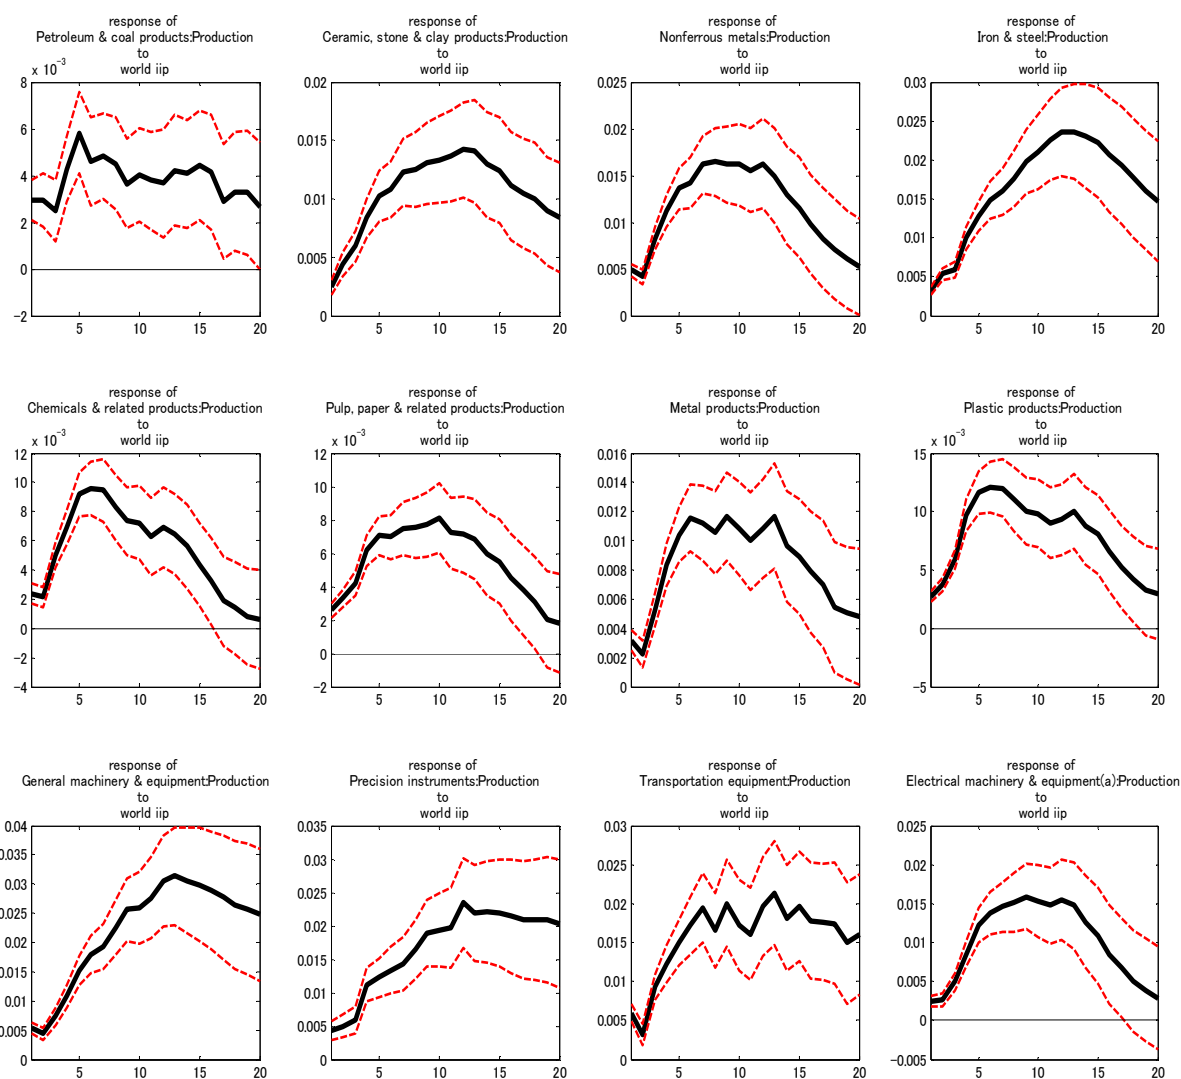 response of
Petroleum & coal products:Production
to
world iip
x 10-3
8
6
4
2
0
-2
5 10 15 20
response of
Ceramic, stone & clay products:Production
to
world iip
0.02
0.015
0.01
0.005
0
5 10 15 20
response of
Nonferrous metals:Production
to
world iip
0.025
0.02
0.015
0.01
0.005
0
5 10 15 20
response of
Iron & steel:Production
to
world iip
0.03
0.025
0.02
0.015
0.01
0.005
0
5 10 15 20
response of
Chemicals & related products:Production
to
world iip
x 10-3
12
10
8
6
4
2
0
-2
-4
5 10 15 20
response of
Pulp, paper & related products:Production
to
world iip
x 10-3
12
10
8
6
4
2
0
-2
5 10 15 20
response of
Metal products:Production
to
world iip
0.016
0.014
0.012
0.01
0.008
0.006
0.004
0.002
0
5 10 15 20
response of
Plastic products:Production
to
world iip
x 10-3
15
10
5
0
-5
5 10 15 20
response of
General machinery & equipment:Production
to
world iip
0.04
0.035
0.03
0.025
0.02
0.015
0.01
0.005
0
5 10 15 20
response of
Precision instruments:Production
to
world iip
0.035
0.03
0.025
0.02
0.015
0.01
0.005
0
5 10 15 20
response of
Transportation equipment:Production
to
world iip
0.03
0.025
0.02
0.015
0.01
0.005
0
5 10 15 20
response of
Electrical machinery & equipment(a):Production
to
world iip
0.025
0.02
0.015
0.01
0.005
0
-0.005
5 10 15 20